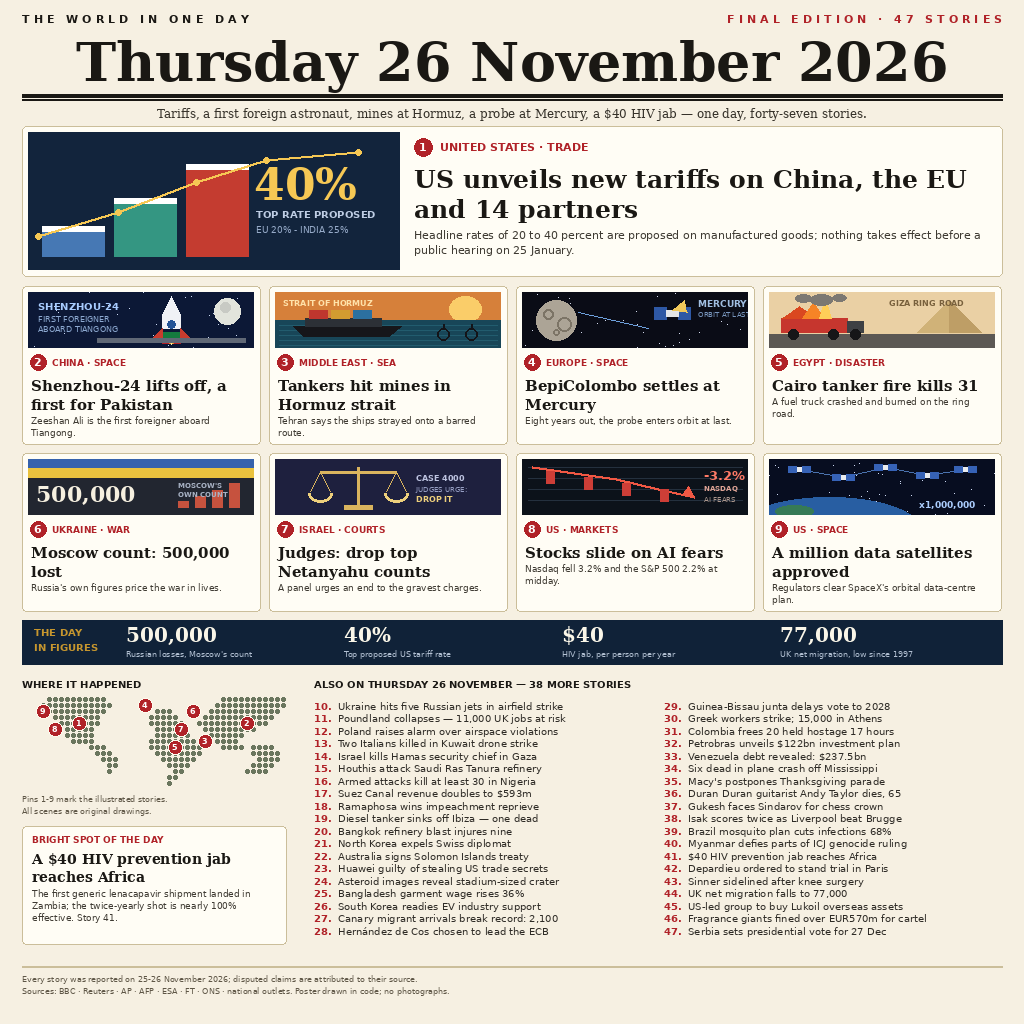 THE WORLD IN ONE DAY
FINAL EDITION · 47 STORIES
Thursday 26 November 2026
Tariffs, a first foreign astronaut, mines at Hormuz, a probe at Mercury, a $40 HIV jab — one day, forty-seven stories.
40%
TOP RATE PROPOSED
EU 20% - INDIA 25%
1 UNITED STATES · TRADE
US unveils new tariffs on China, the EU
and 14 partners
Headline rates of 20 to 40 percent are proposed on manufactured goods; nothing takes effect before a
public hearing on 25 January.
SHENZHOU-24
FIRST FOREIGNER
ABOARD TIANGONG
2 CHINA · SPACE
Shenzhou-24 lifts off, a
first for Pakistan
Zeeshan Ali is the first foreigner aboard
Tiangong.
STRAIT OF HORMUZ
3 MIDDLE EAST · SEA
Tankers hit mines in
Hormuz strait
Tehran says the ships strayed onto a barred
route.
MERCURY
ORBIT AT LAST
4 EUROPE · SPACE
BepiColombo settles at
Mercury
Eight years out, the probe enters orbit at last.
GIZA RING ROAD
5 EGYPT · DISASTER
Cairo tanker fire kills 31
A fuel truck crashed and burned on the ring
road.
500,000
MOSCOW'S
OWN COUNT
6 UKRAINE · WAR
Moscow count: 500,000
lost
Russia's own figures price the war in lives.
CASE 4000
JUDGES URGE:
DROP IT
7 ISRAEL · COURTS
Judges: drop top
Netanyahu counts
A panel urges an end to the gravest charges.
-3.2%
NASDAQ
AI FEARS
8 US · MARKETS
Stocks slide on AI fears
Nasdaq fell 3.2% and the S&P 500 2.2% at
midday.
x1,000,000
9 US · SPACE
A million data satellites
approved
Regulators clear SpaceX's orbital data-centre
plan.
THE DAY
IN FIGURES
500,000
Russian losses, Moscow's count
40%
Top proposed US tariff rate
$40
HIV jab, per person per year
77,000
UK net migration, low since 1997
WHERE IT HAPPENED
9
8
1
4
6
7
5
3
2
Pins 1-9 mark the illustrated stories.
All scenes are original drawings.
BRIGHT SPOT OF THE DAY
A $40 HIV prevention jab
reaches Africa
The first generic lenacapavir shipment landed in
Zambia; the twice-yearly shot is nearly 100%
effective. Story 41.
ALSO ON THURSDAY 26 NOVEMBER — 38 MORE STORIES
10. Ukraine hits five Russian jets in airfield strike
11. Poundland collapses — 11,000 UK jobs at risk
12. Poland raises alarm over airspace violations
13. Two Italians killed in Kuwait drone strike
14. Israel kills Hamas security chief in Gaza
15. Houthis attack Saudi Ras Tanura refinery
16. Armed attacks kill at least 30 in Nigeria
17. Suez Canal revenue doubles to $593m
18. Ramaphosa wins impeachment reprieve
19. Diesel tanker sinks off Ibiza — one dead
20. Bangkok refinery blast injures nine
21. North Korea expels Swiss diplomat
22. Australia signs Solomon Islands treaty
23. Huawei guilty of stealing US trade secrets
24. Asteroid images reveal stadium-sized crater
25. Bangladesh garment wage rises 36%
26. South Korea readies EV industry support
27. Canary migrant arrivals break record: 2,100
28. Hernández de Cos chosen to lead the ECB
29. Guinea-Bissau junta delays vote to 2028
30. Greek workers strike; 15,000 in Athens
31. Colombia frees 20 held hostage 17 hours
32. Petrobras unveils $122bn investment plan
33. Venezuela debt revealed: $237.5bn
34. Six dead in plane crash off Mississippi
35. Macy's postpones Thanksgiving parade
36. Duran Duran guitarist Andy Taylor dies, 65
37. Gukesh faces Sindarov for chess crown
38. Isak scores twice as Liverpool beat Brugge
39. Brazil mosquito plan cuts infections 68%
40. Myanmar defies parts of ICJ genocide ruling
41. $40 HIV prevention jab reaches Africa
42. Depardieu ordered to stand trial in Paris
43. Sinner sidelined after knee surgery
44. UK net migration falls to 77,000
45. US-led group to buy Lukoil overseas assets
46. Fragrance giants fined over EUR570m for cartel
47. Serbia sets presidential vote for 27 Dec
Every story was reported on 25-26 November 2026; disputed claims are attributed to their source.
Sources: BBC · Reuters · AP · AFP · ESA · FT · ONS · national outlets. Poster drawn in code; no photographs.